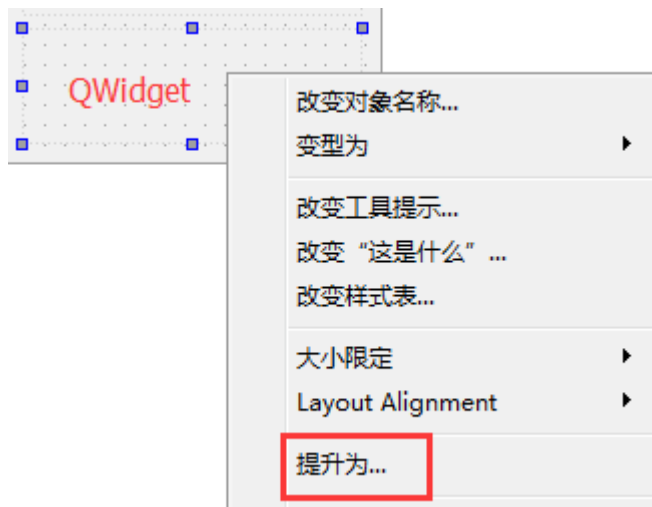 QWidget
改变对象名称...
变型为
改变工具提示...
改变“这是什么”...
改变样式表...
大小限定
Layout Alignment
提升为...